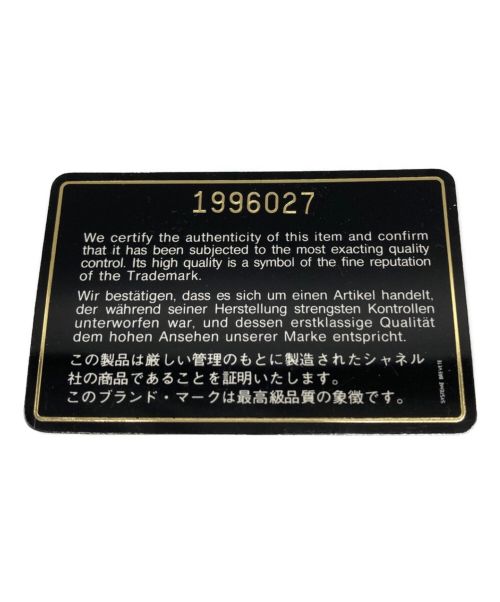 1996027
We certify the authenticity of this item and confirm
that it has been subjected to the most exacting quality
control. Its high quality is a symbol of the fine reputation
of the Trademark.
Wir bestätigen, dass es sich um einen Artikel handelt,
der während seiner Herstellung strengsten Kontrollen
unterworfen war, und dessen erstklassige Qualität
dem hohen Ansehen unserer Marke entspricht.
この製品は厳しい管理のもとに製造されたシャネル
社の商品であることを証明いたします。
このブランド・マークは最高級品質の象徴です。
SYSTEME BREVETE